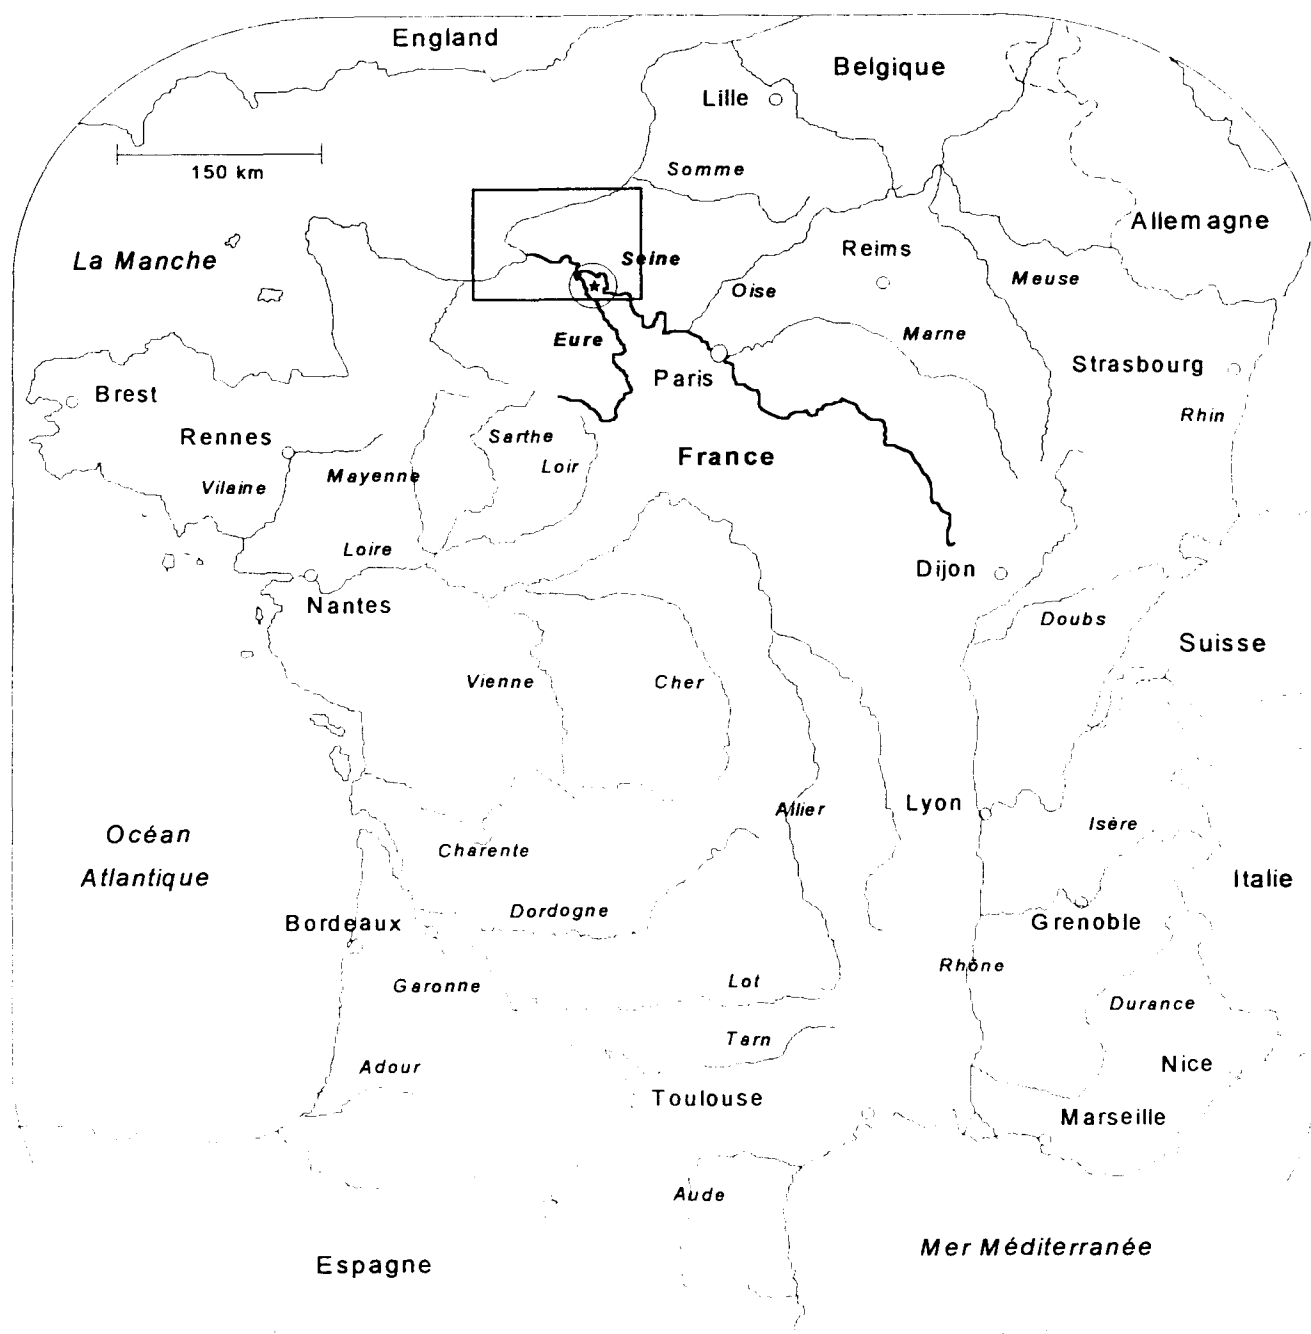 England
Belgique
Lille
150 km
Somme
Allemagne
La Manche
Seine
Reims
Meuse
Oise
Eure
Marne
Paris
Strasbourg
Brest
Rhin
Rennes
Sarthe
France
Loir
Mayenne
Vilaine
Loire
Dijon
Nantes
Doubs
Suisse
Vienne
Cher
Lyon
Allier
Isère
Océan
Atlantique
Charente
Italie
Dordogne
Bordeaux
Grenoble
Rhône
Lot
Garonne
Durance
Tarn
Adour
Nice
Toulouse
Marseille
Aude
Mer Méditerranée
Espagne